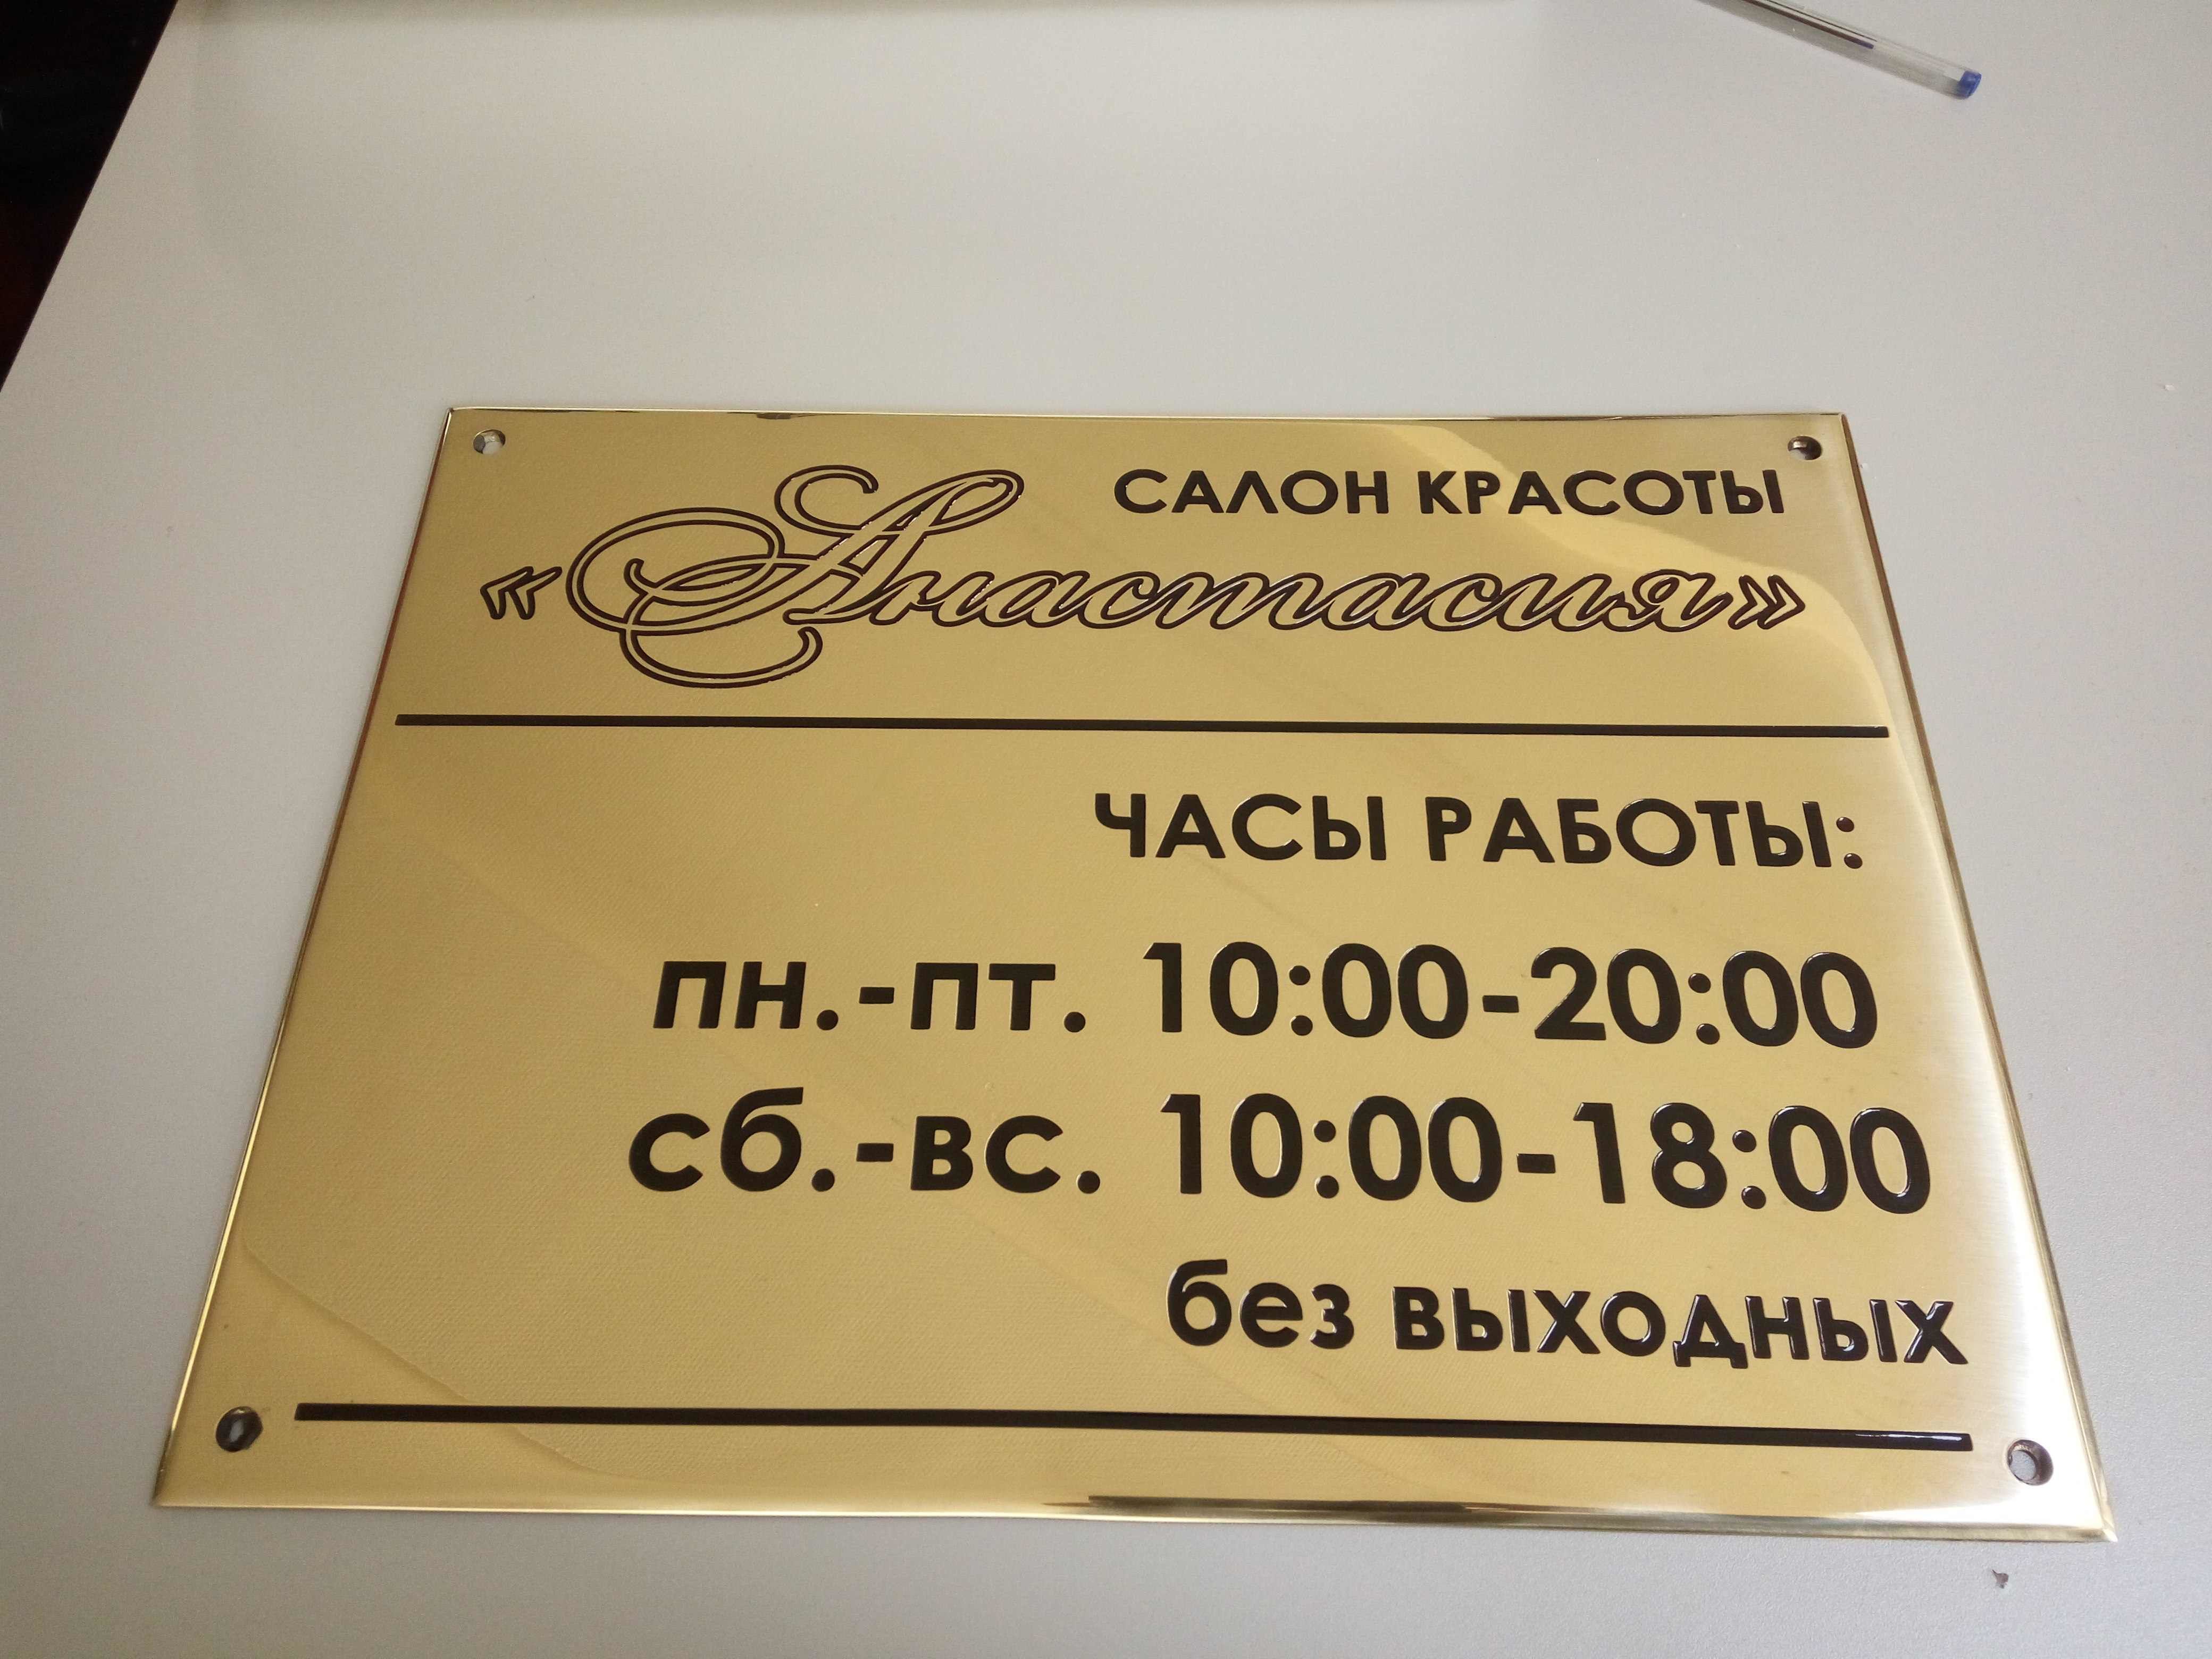 САЛОН КРАСОТЫ
«Анастасия»
ЧАСЫ РАБОТЫ:
пн.-пт. 10:00-20:00
сб.-вс. 10:00-18:00
без выходных